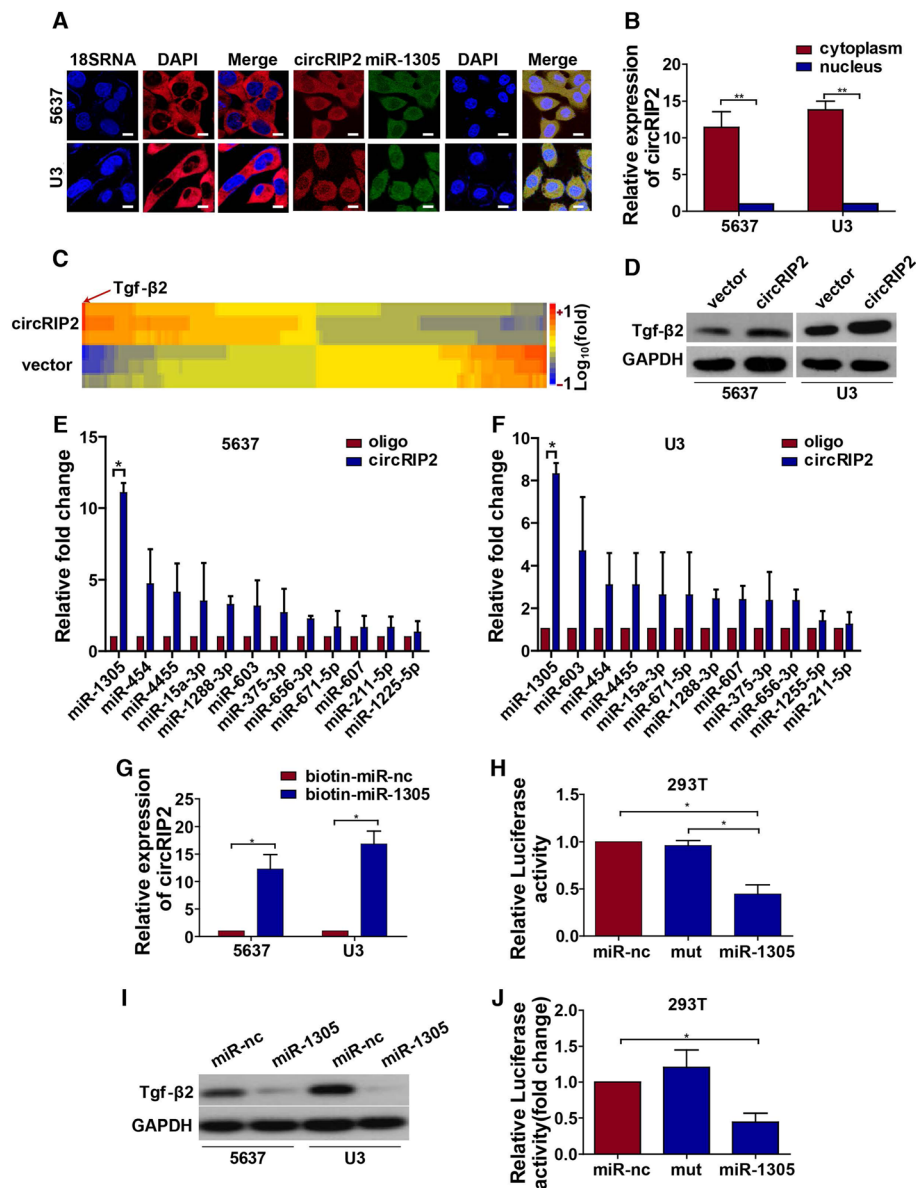 A
18SRNA DAPI Merge circRIP2 miR-1305 DAPI Merge
5637
U3
B
Relative expression
of circRIP2
cytoplasm
nucleus
20
15
10
5
0
**
**
5637
U3
C
Tgf-β2
circRIP2
vector
+1
-1
Log10(fold)
D
vector circRIP2 vector circRIP2
Tgf-β2
GAPDH
5637 U3
E
5637
oligo
circRIP2
Relative fold change
15
10
5
0
*
miR-1305
miR-454
miR-4455
miR-15a-3p
miR-1288-3p
miR-603
miR-375-3p
miR-656-3p
miR-671-5p
miR-607
miR-211-5p
miR-1225-5p
F
U3
oligo
circRIP2
Relative fold change
10
8
6
4
2
0
*
miR-1305
miR-603
miR-454
miR-4455
miR-15a-3p
miR-671-5p
miR-1288-3p
miR-607
miR-375-3p
miR-656-3p
miR-1255-5p
miR-211-5p
G
biotin-miR-nc
biotin-miR-1305
Relative expression
of circRIP2
25
20
15
10
5
0
*
*
5637
U3
H
293T
Relative Luciferase
activity
1.5
1.0
0.5
0.0
*
*
miR-nc mut miR-1305
I
miR-nc miR-1305 miR-nc miR-1305
Tgf-β2
GAPDH
5637 U3
J
293T
Relative Luciferase
activity(fold change)
2.0
1.5
1.0
0.5
0.0
*
miR-nc mut miR-1305